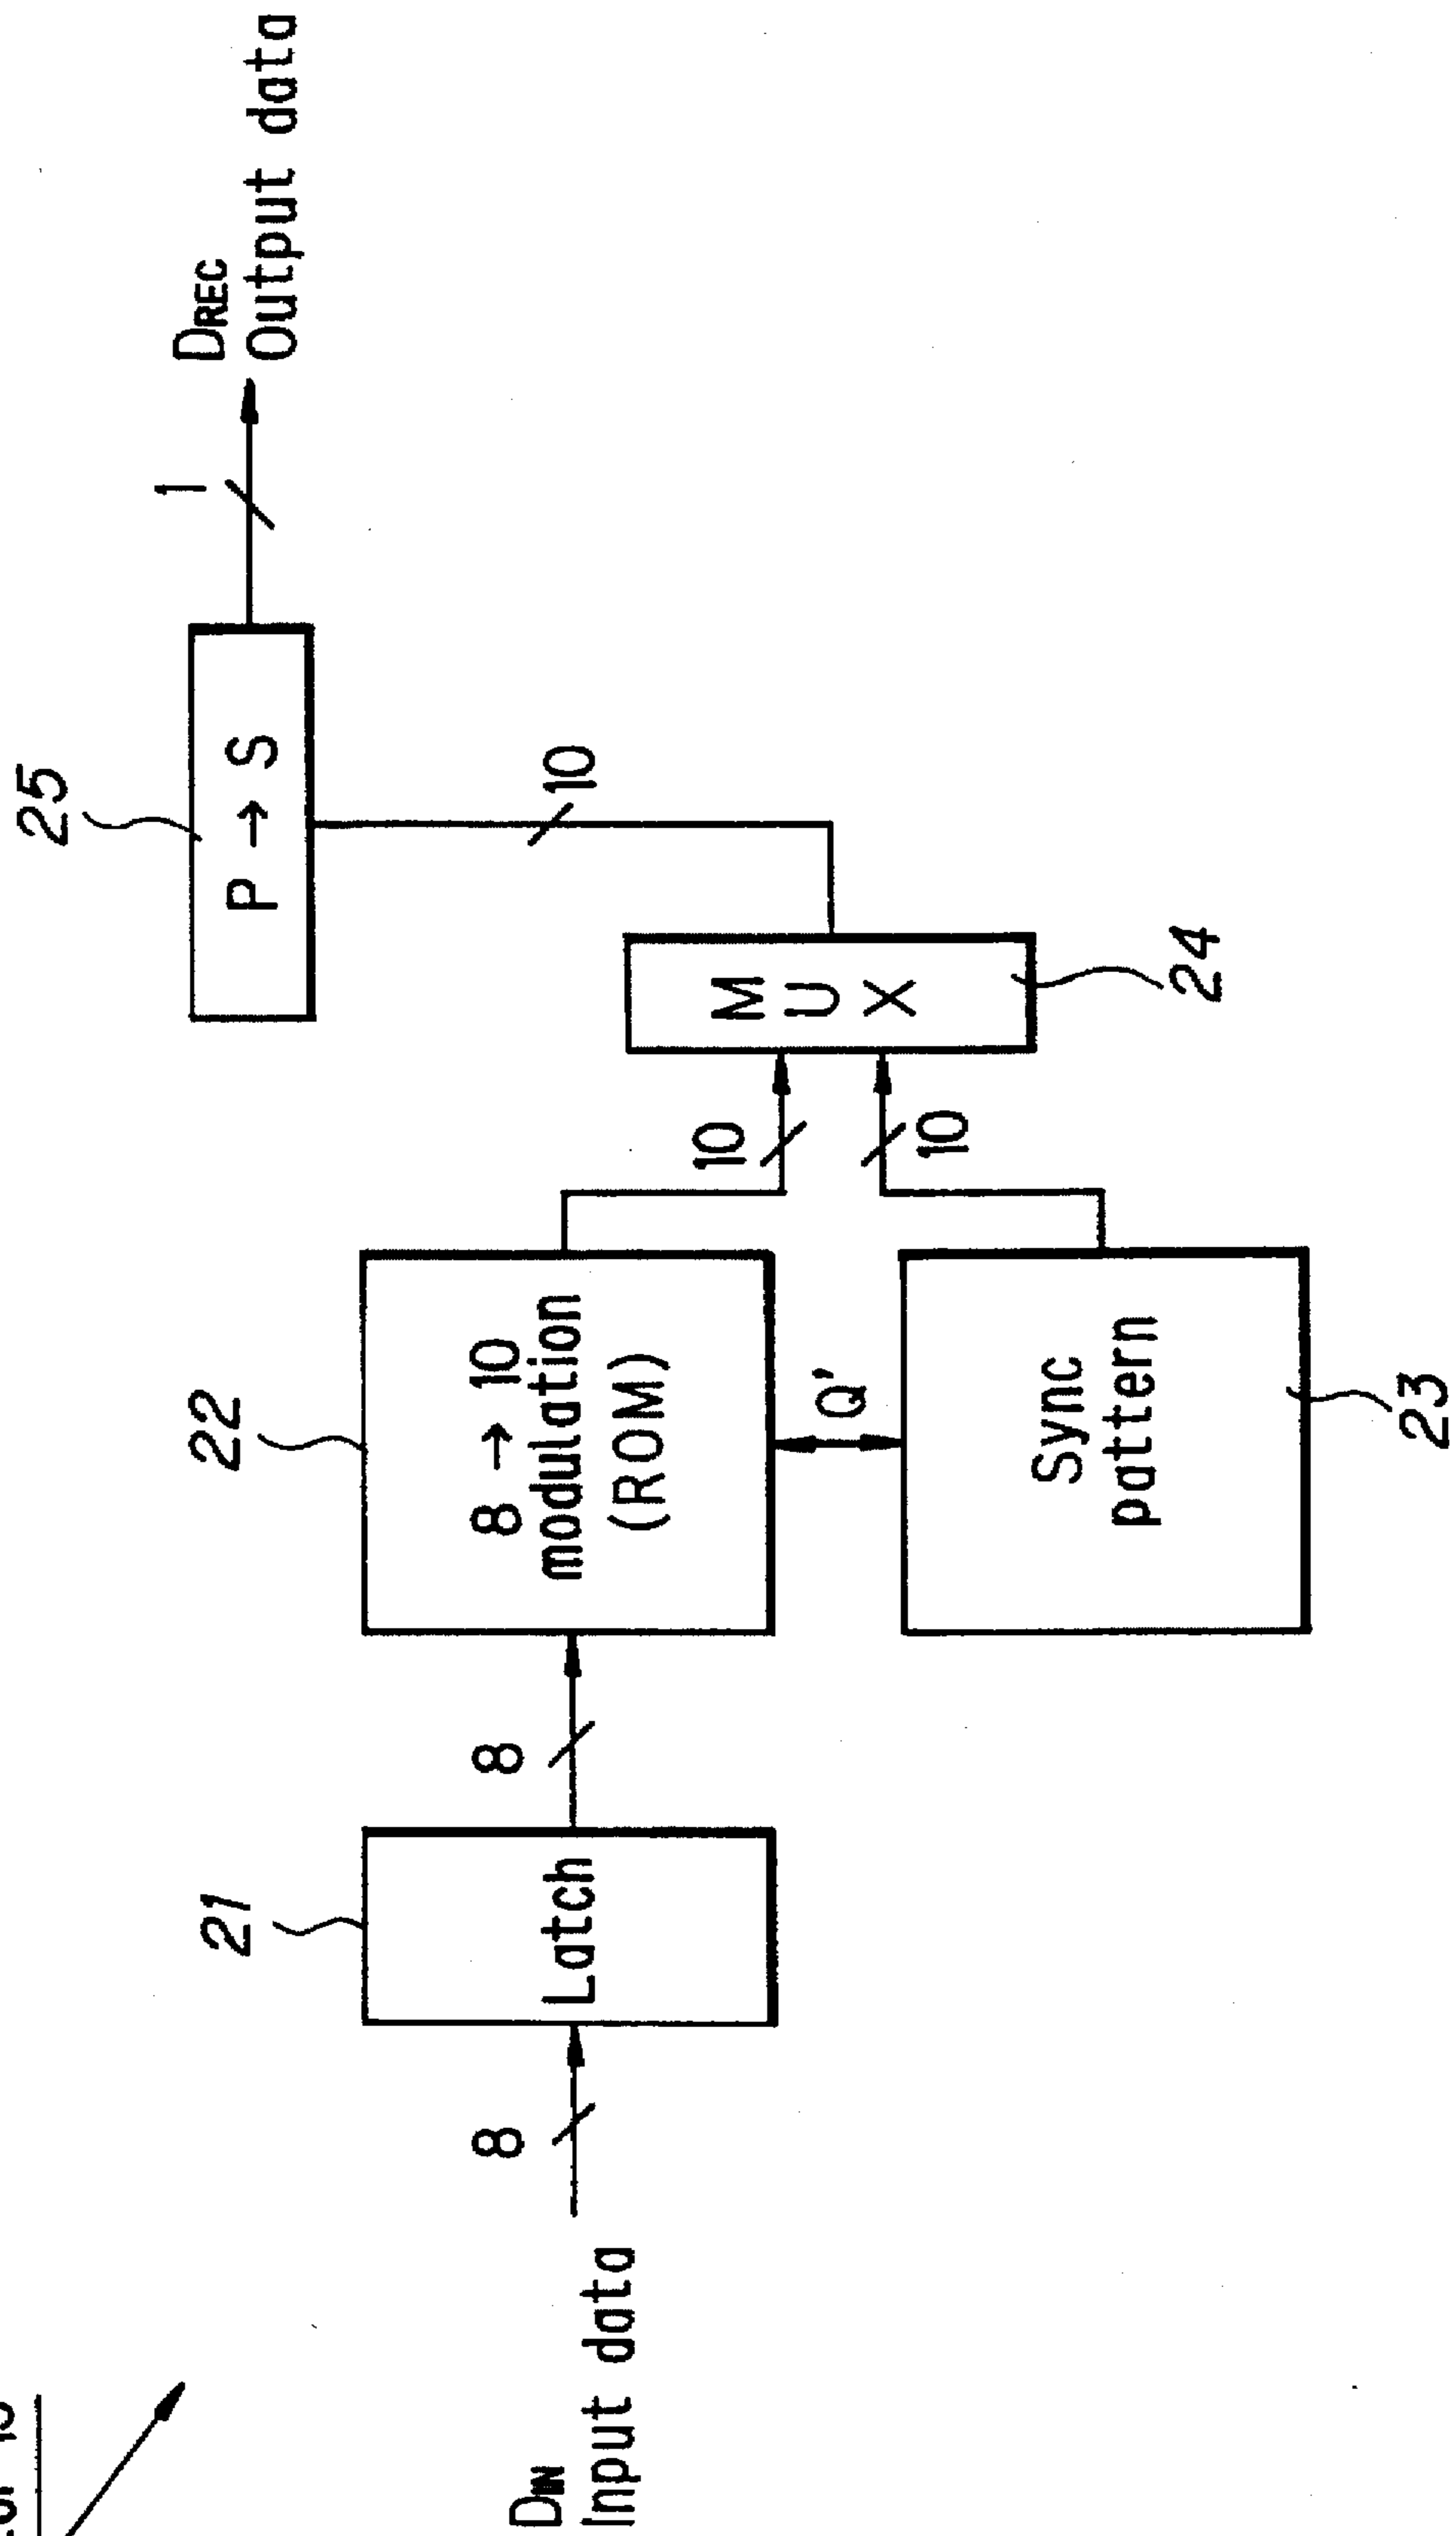 25
P → S
1
DREC
Output data
10
22
8 → 10
modulation
(ROM)
10
MUX
24
21
Latch
8
Q'
10
8
DIN
Input data
Sync
pattern
23